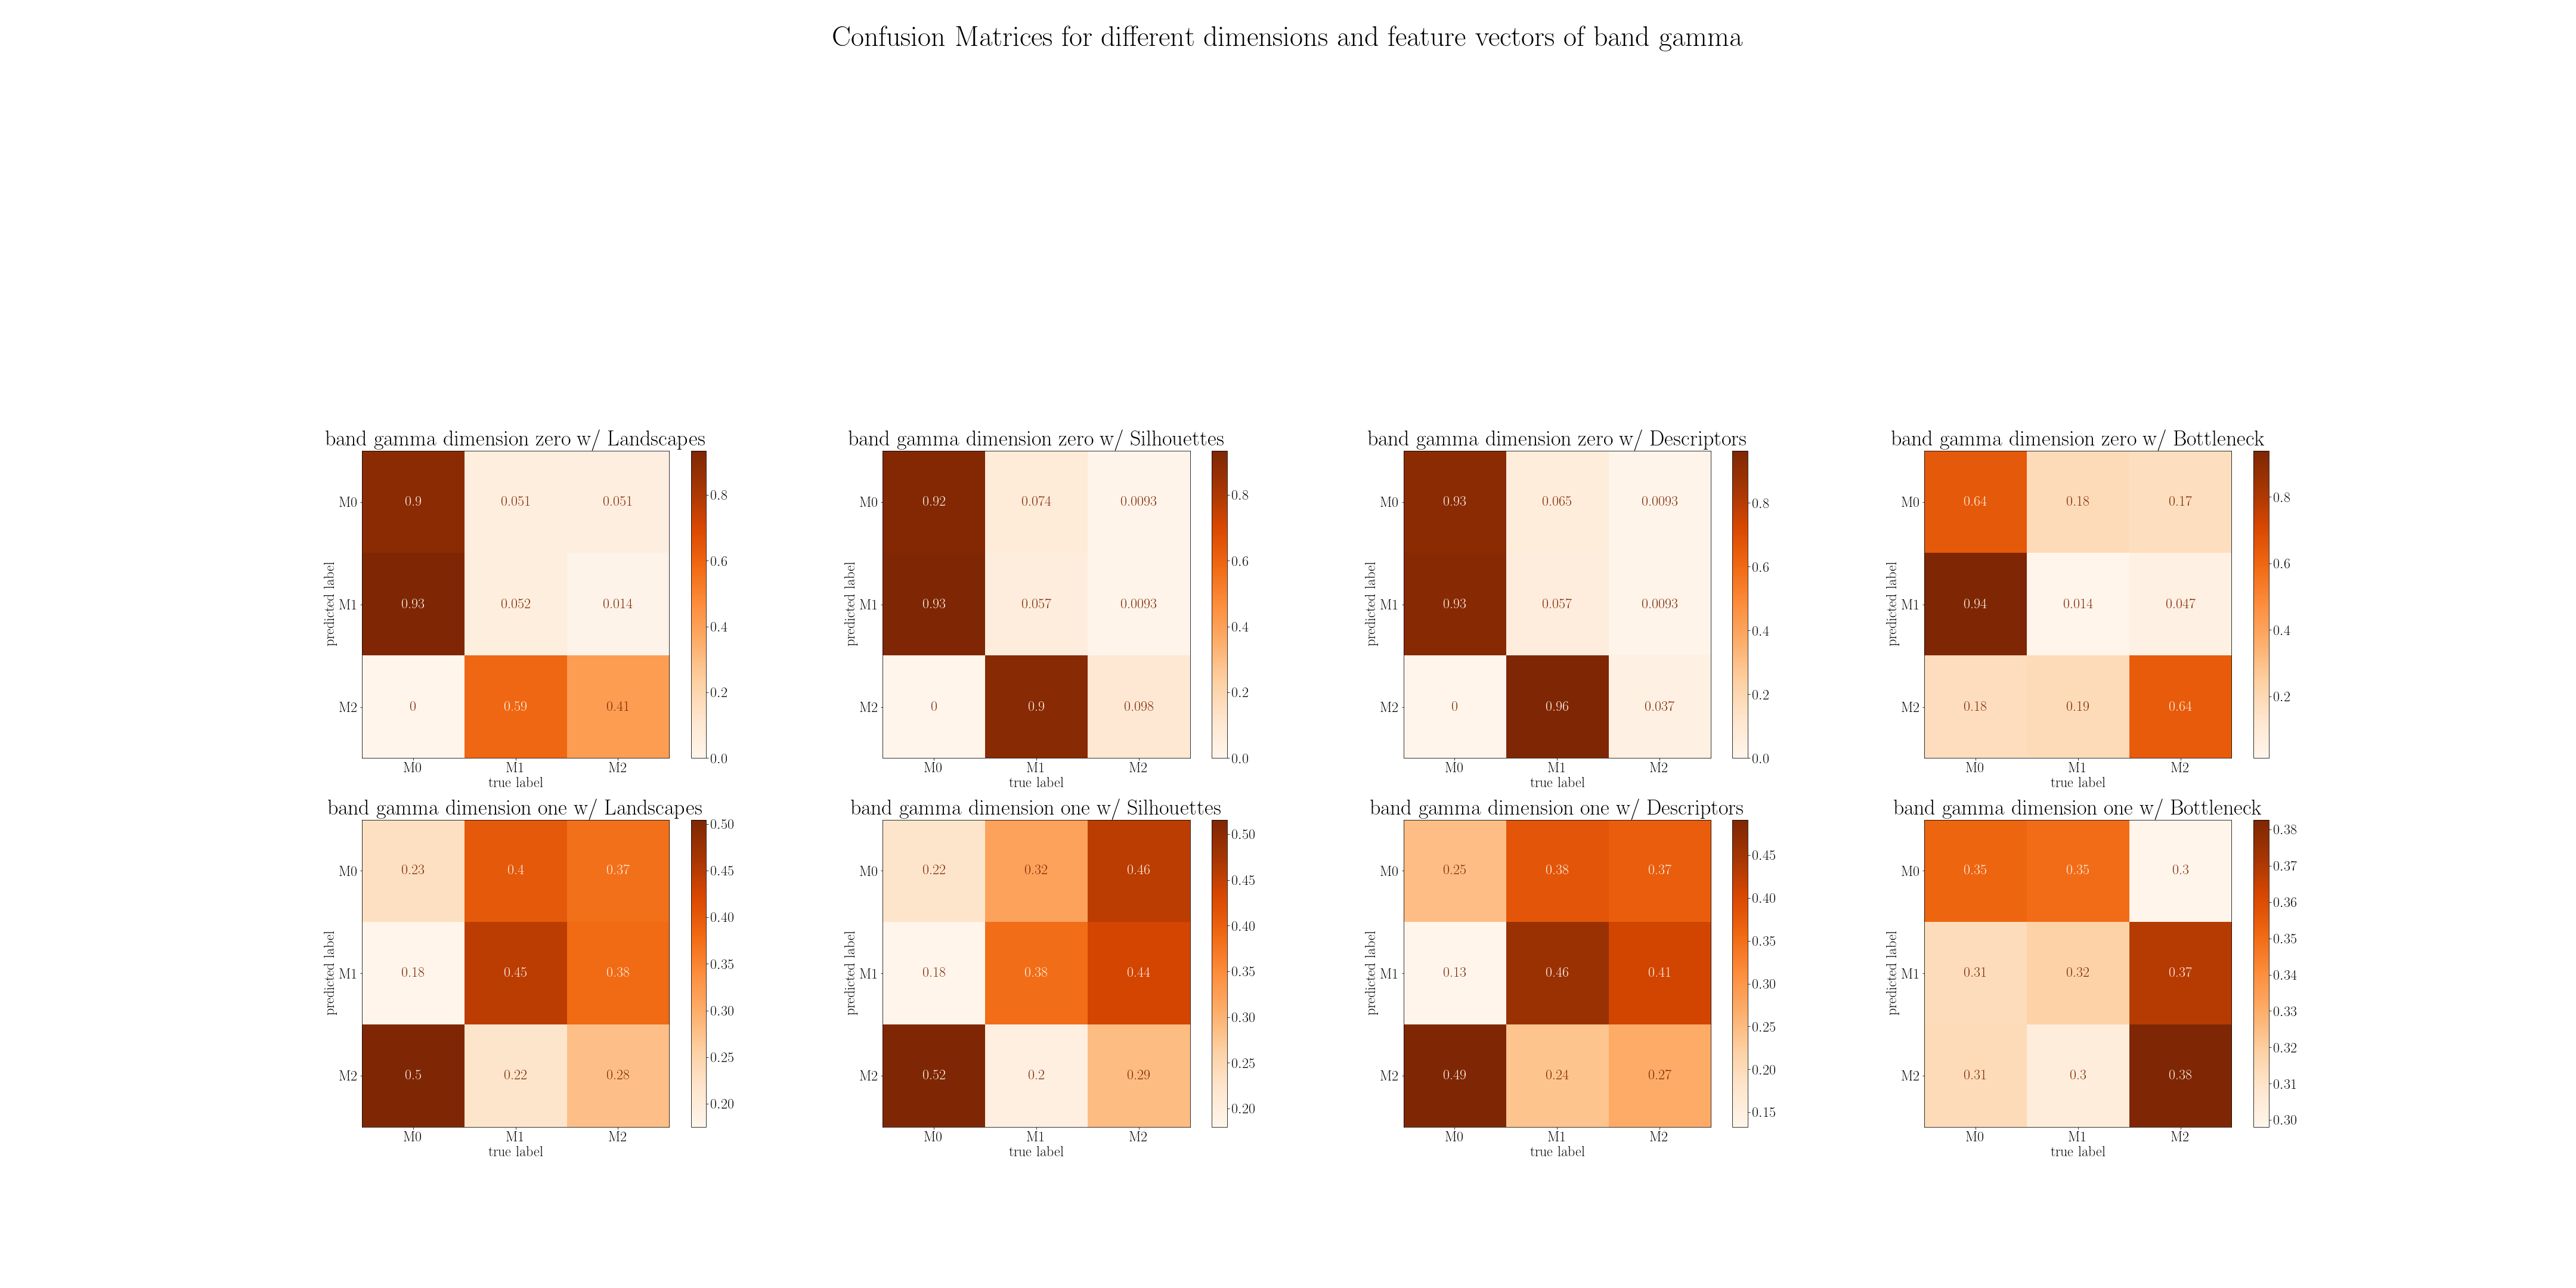 Confusion Matrices for different dimensions and feature vectors of band gamma
band gamma dimension zero w/ Landscapes
predicted label
M0 0.9 0.051 0.051
M1 0.93 0.052 0.014
M2 0 0.59 0.41
M0 M1 M2
true label
0.8
0.6
0.4
0.2
0.0
band gamma dimension zero w/ Silhouettes
predicted label
M0 0.92 0.074 0.0093
M1 0.93 0.057 0.0093
M2 0 0.9 0.098
M0 M1 M2
true label
0.8
0.6
0.4
0.2
0.0
band gamma dimension zero w/ Descriptors
predicted label
M0 0.93 0.065 0.0093
M1 0.93 0.057 0.0093
M2 0 0.96 0.037
M0 M1 M2
true label
0.8
0.6
0.4
0.2
0.0
band gamma dimension zero w/ Bottleneck
predicted label
M0 0.64 0.18 0.17
M1 0.94 0.014 0.047
M2 0.18 0.19 0.64
M0 M1 M2
true label
0.8
0.6
0.4
0.2
band gamma dimension one w/ Landscapes
predicted label
M0 0.23 0.4 0.37
M1 0.18 0.45 0.38
M2 0.5 0.22 0.28
M0 M1 M2
true label
0.50
0.45
0.40
0.35
0.30
0.25
0.20
band gamma dimension one w/ Silhouettes
predicted label
M0 0.22 0.32 0.46
M1 0.18 0.38 0.44
M2 0.52 0.2 0.29
M0 M1 M2
true label
0.50
0.45
0.40
0.35
0.30
0.25
0.20
band gamma dimension one w/ Descriptors
predicted label
M0 0.25 0.38 0.37
M1 0.13 0.46 0.41
M2 0.49 0.24 0.27
M0 M1 M2
true label
0.45
0.40
0.35
0.30
0.25
0.20
0.15
band gamma dimension one w/ Bottleneck
predicted label
M0 0.35 0.35 0.3
M1 0.31 0.32 0.37
M2 0.31 0.3 0.38
M0 M1 M2
true label
0.38
0.37
0.36
0.35
0.34
0.33
0.32
0.31
0.30